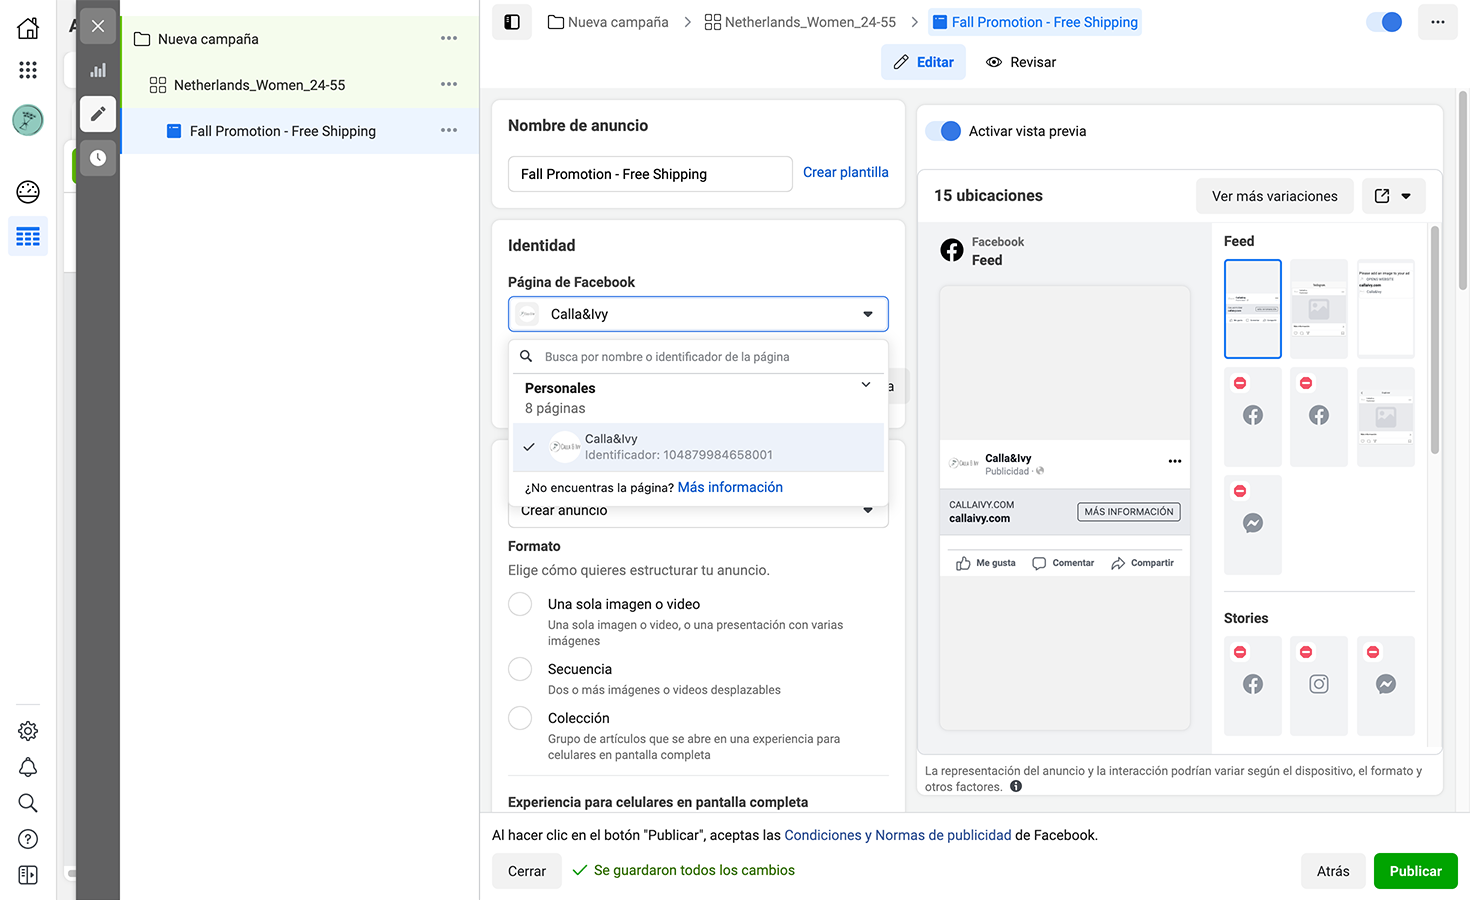 Nueva campaña
Netherlands_Women_24-55
Fall Promotion - Free Shipping
Nueva campaña
Netherlands_Women_24-55
Fall Promotion - Free Shipping
Editar
Revisar
Nombre de anuncio
Fall Promotion - Free Shipping
Crear plantilla
Identidad
Página de Facebook
Calla&Ivy
Busca por nombre o identificador de la página
Personales
8 páginas
Calla&Ivy
Identificador: 104879984658001
¿No encuentras la página? Más información
Crear anuncio
Formato
Elige cómo quieres estructurar tu anuncio.
Una sola imagen o video
Una sola imagen o video, o una presentación con varias
imágenes
Secuencia
Dos o más imágenes o videos desplazables
Colección
Grupo de artículos que se abre en una experiencia para
celulares en pantalla completa
Experiencia para celulares en pantalla completa
Activar vista previa
15 ubicaciones
Ver más variaciones
Facebook
Feed
Calla&Ivy
Publicidad
CALLAIVY.COM
callaivy.com
MÁS INFORMACIÓN
Me gusta
Comentar
Compartir
Feed
Stories
La representación del anuncio y la interacción podrían variar según el dispositivo, el formato y
otros factores.
Al hacer clic en el botón "Publicar", aceptas las Condiciones y Normas de publicidad de Facebook.
Cerrar
Se guardaron todos los cambios
Atrás
Publicar